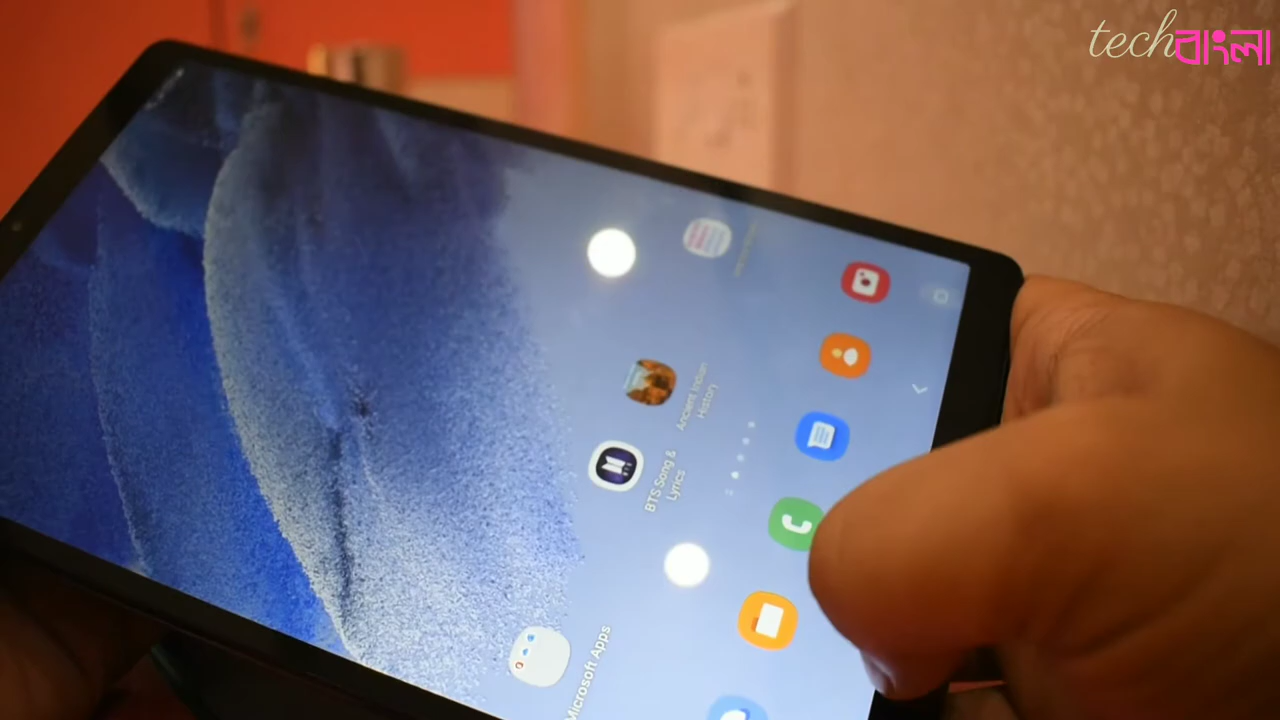 techবাংলা
Ancient Indian
History
BTS Song &
Lyrics
Microsoft Apps